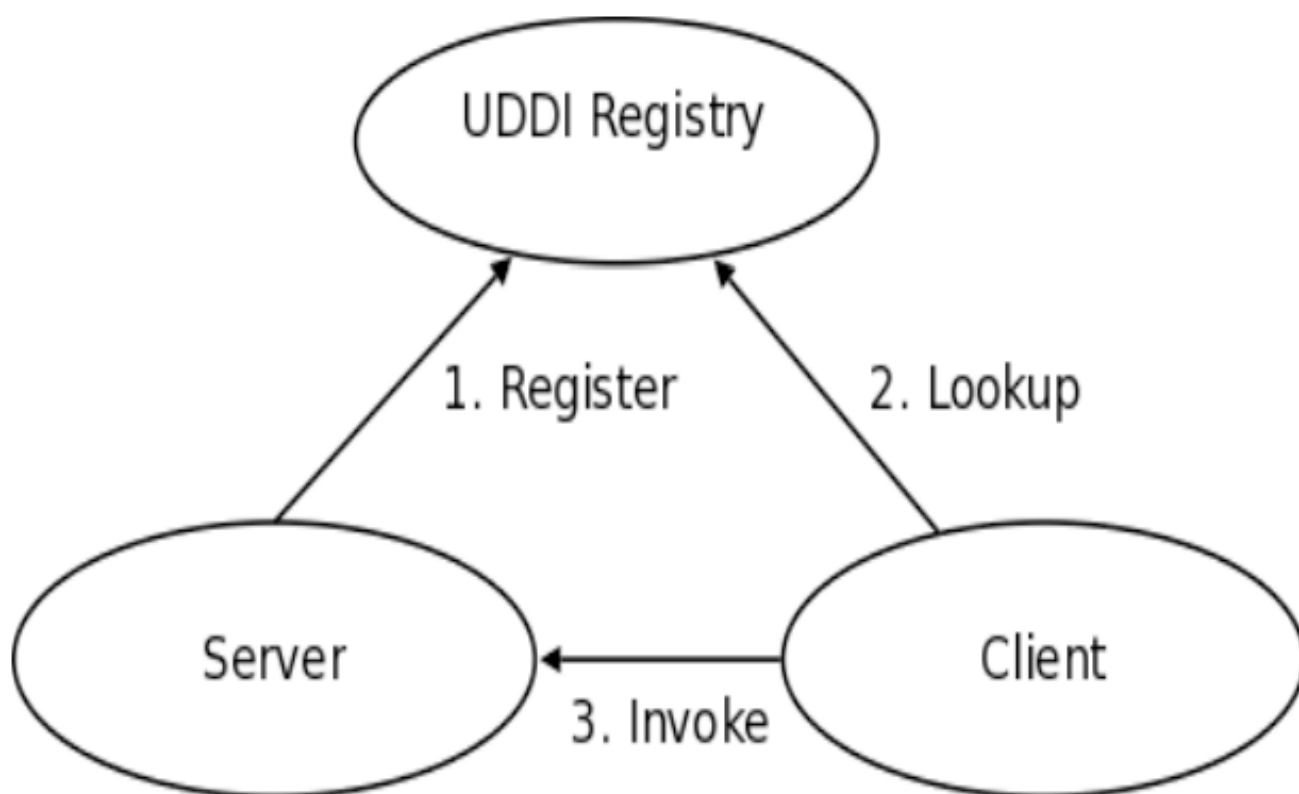 UDDI Registry
1. Register
2. Lookup
Server
Client
3. Invoke